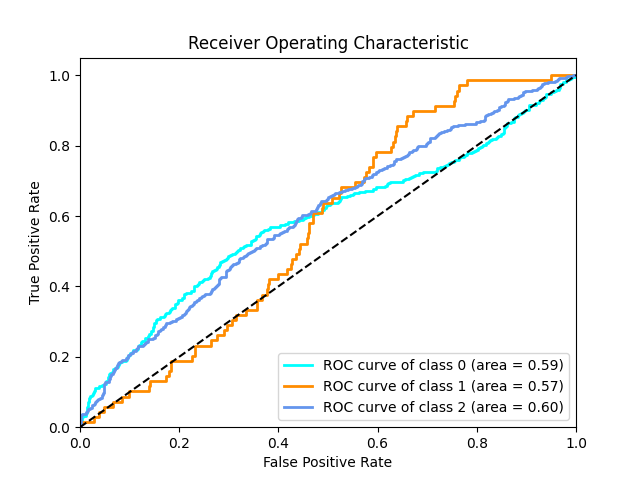 Receiver Operating Characteristic
True Positive Rate
1.0
0.8
0.6
0.4
0.2
0.0
ROC curve of class 0 (area = 0.59)
ROC curve of class 1 (area = 0.57)
ROC curve of class 2 (area = 0.60)
0.0 0.2 0.4 0.6 0.8 1.0
False Positive Rate